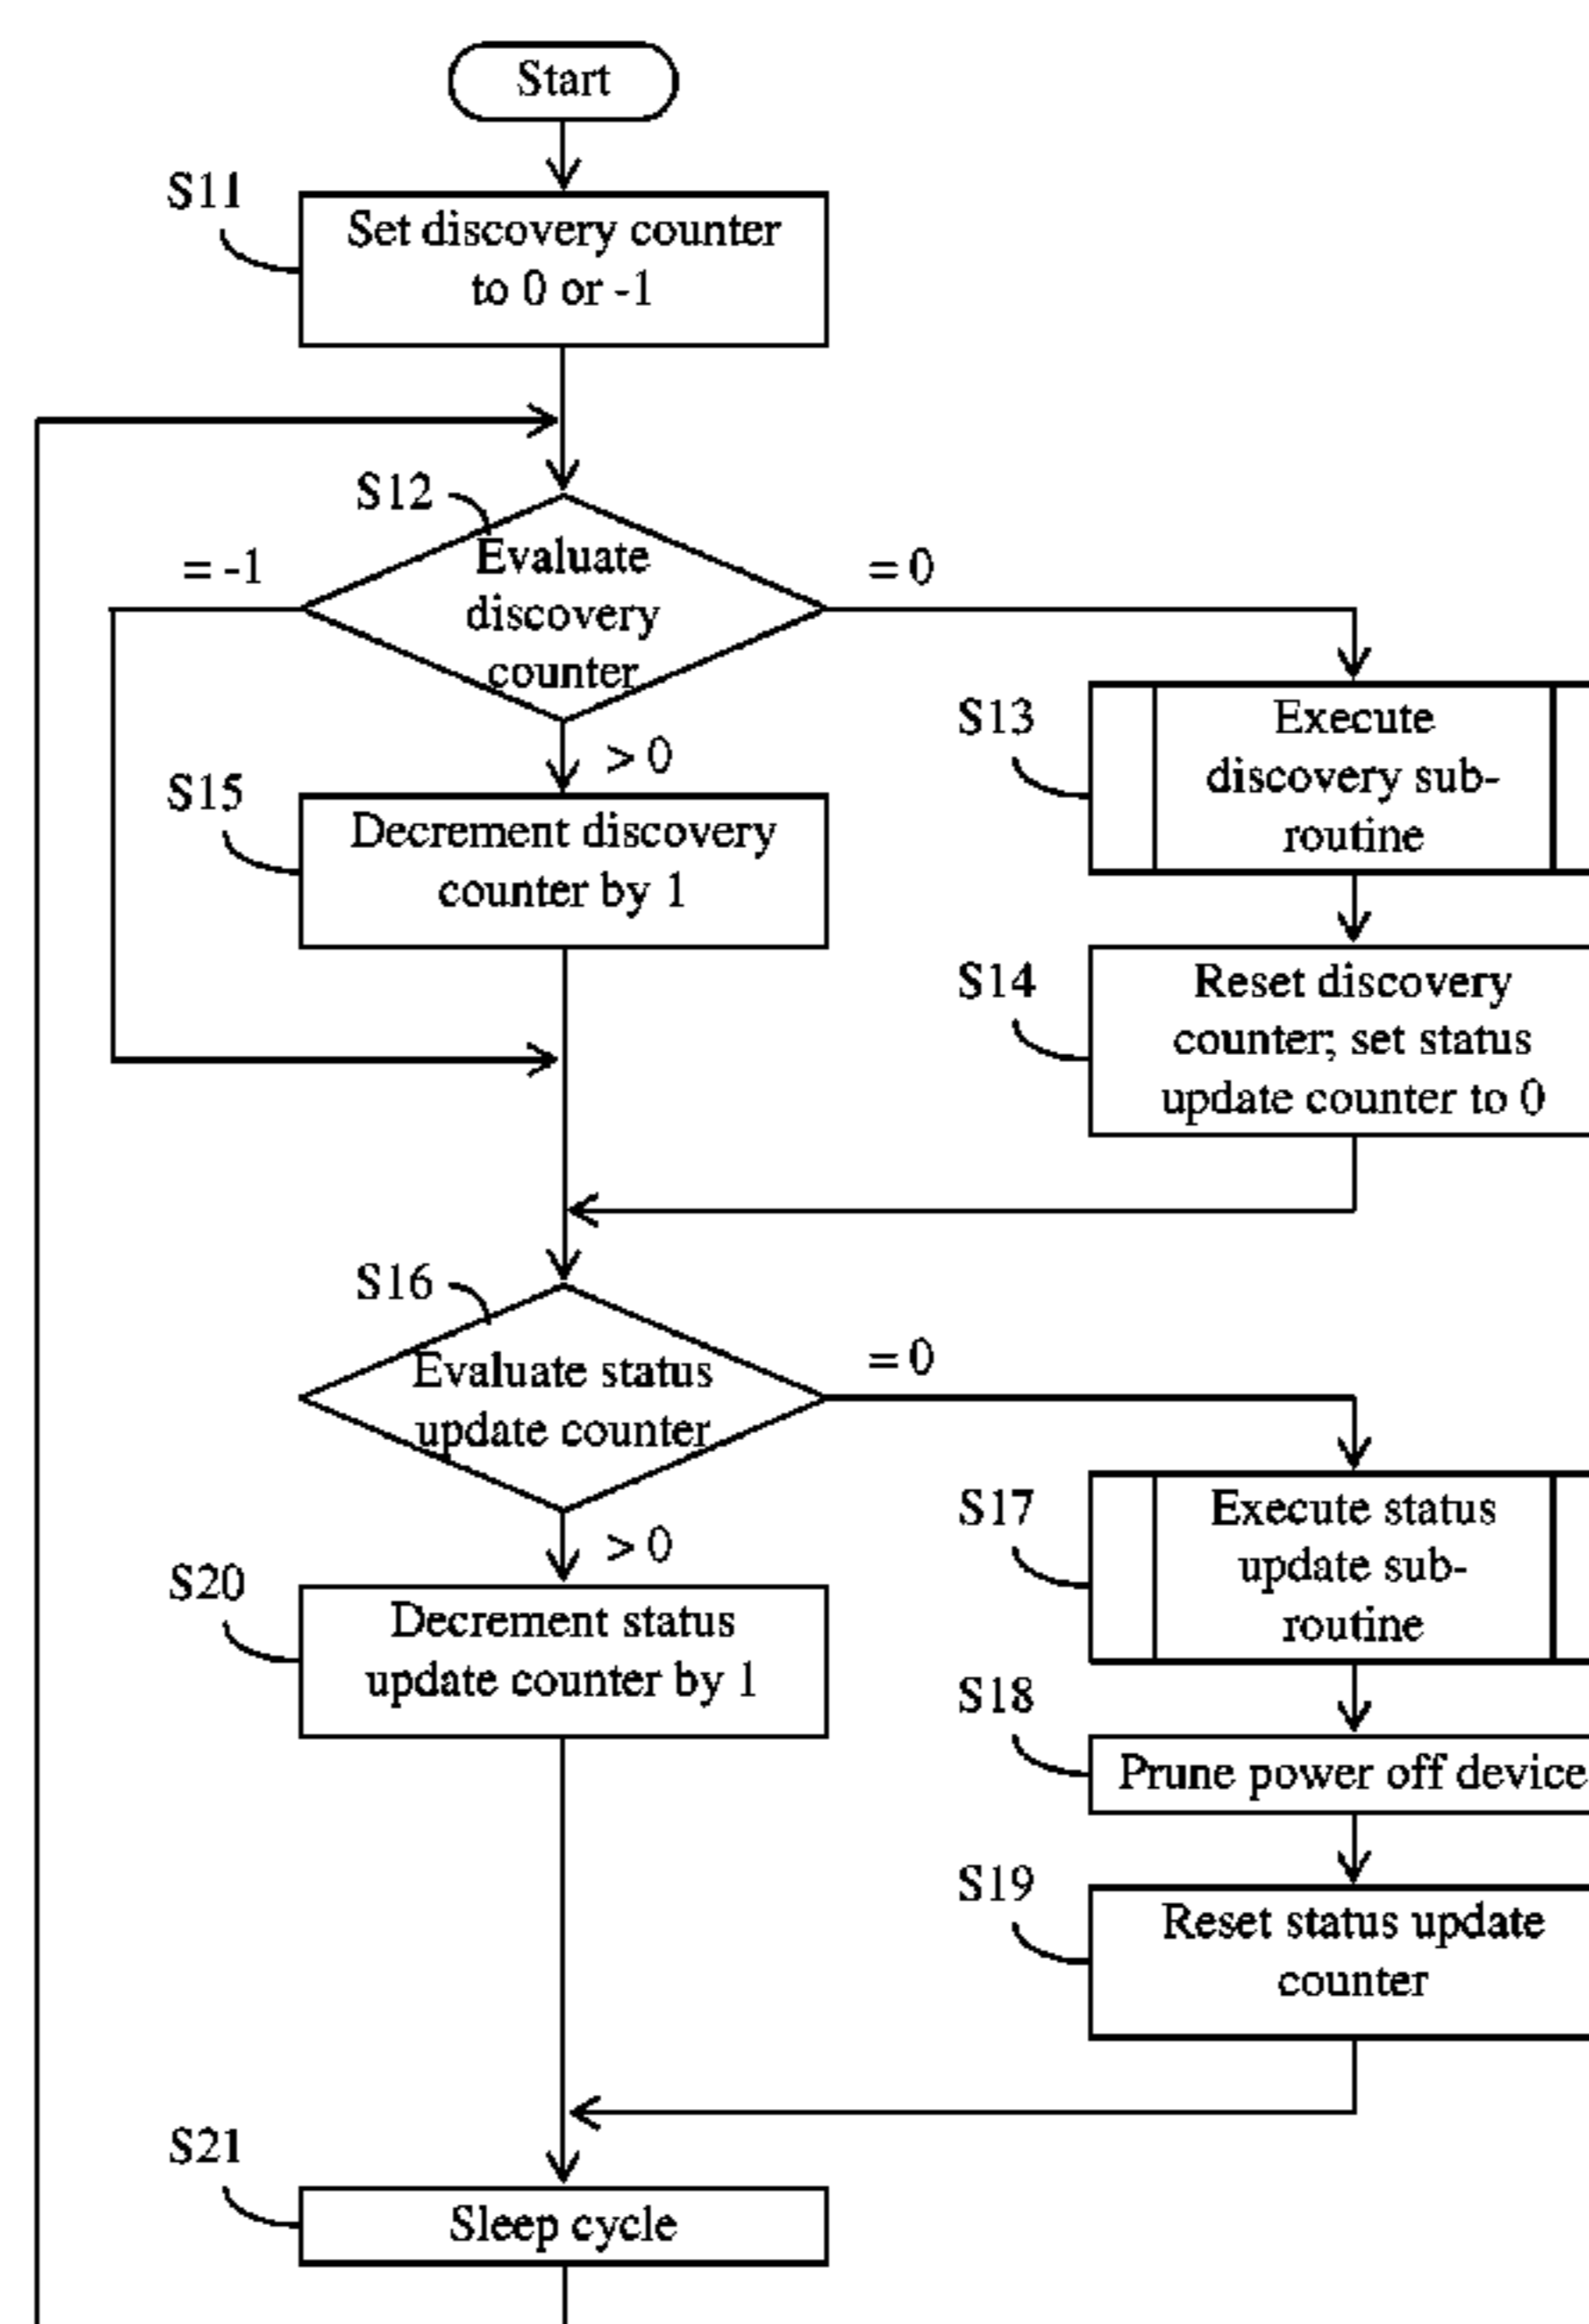 Start
S11
Set discovery counter
to 0 or -1
S12
= -1
Evaluate
discovery
counter
= 0
> 0
S13
Execute
discovery sub-
routine
S15
Decrement discovery
counter by 1
S14
Reset discovery
counter; set status
update counter to 0
S16
Evaluate status
update counter
= 0
> 0
S17
Execute status
update sub-
routine
S20
Decrement status
update counter by 1
S18
Prune power off device
S19
Reset status update
counter
S21
Sleep cycle